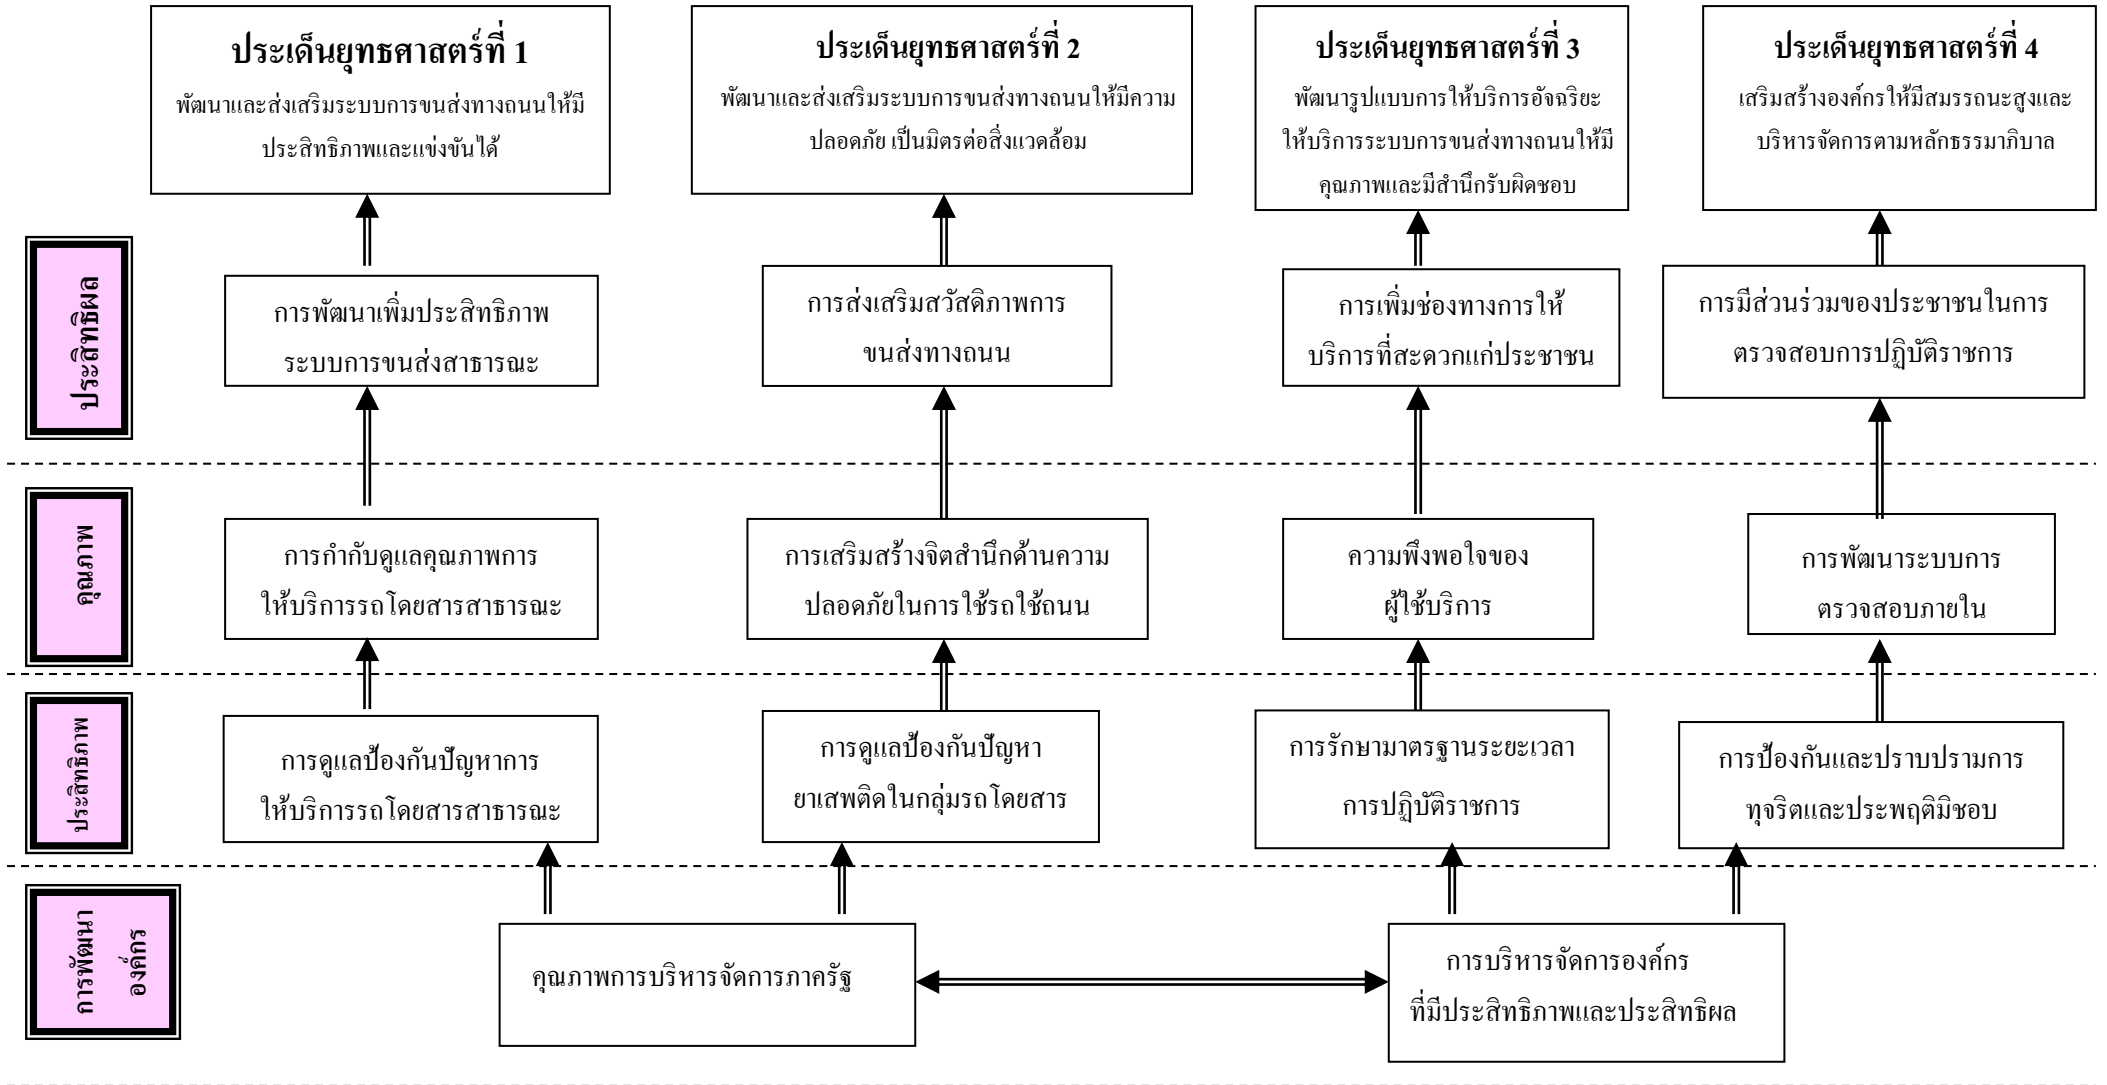 ประเด็นยุทธศาสตร์ที่ 1
พัฒนาและส่งเสริมระบบการขนส่งทางถนนให้มี
ประสิทธิภาพและแข่งขันได้
ประเด็นยุทธศาสตร์ที่ 2
พัฒนาและส่งเสริมระบบการขนส่งทางถนนให้มีความ
ปลอดภัย เป็นมิตรต่อสิ่งแวดล้อม
ประเด็นยุทธศาสตร์ที่ 3
พัฒนารูปแบบการให้บริการอัจฉริยะ
ให้บริการระบบการขนส่งทางถนนให้มี
คุณภาพและมีสำนึกรับผิดชอบ
ประเด็นยุทธศาสตร์ที่ 4
เสริมสร้างองค์กรให้มีสมรรถนะสูงและ
บริหารจัดการตามหลักธรรมาภิบาล
ประสิทธิผล
การพัฒนาเพิ่มประสิทธิภาพ
ระบบการขนส่งสาธารณะ
การส่งเสริมสวัสดิภาพการ
ขนส่งทางถนน
การเพิ่มช่องทางการให้
บริการที่สะดวกแก่ประชาชน
การมีส่วนร่วมของประชาชนในการ
ตรวจสอบการปฏิบัติราชการ
คุณภาพ
การกำกับดูแลคุณภาพการ
ให้บริการรถโดยสารสาธารณะ
การเสริมสร้างจิตสำนึกด้านความ
ปลอดภัยในการใช้รถใช้ถนน
ความพึงพอใจของ
ผู้ใช้บริการ
การพัฒนาระบบการ
ตรวจสอบภายใน
ประสิทธิภาพ
การดูแลป้องกันปัญหาการ
ให้บริการรถโดยสารสาธารณะ
การดูแลป้องกันปัญหา
ยาเสพติดในกลุ่มรถโดยสาร
การรักษามาตรฐานระยะเวลา
การปฏิบัติราชการ
การป้องกันและปราบปรามการ
ทุจริตและประพฤติมิชอบ
การพัฒนา
องค์กร
คุณภาพการบริหารจัดการภาครัฐ
การบริหารจัดการองค์กร
ที่มีประสิทธิภาพและประสิทธิผล